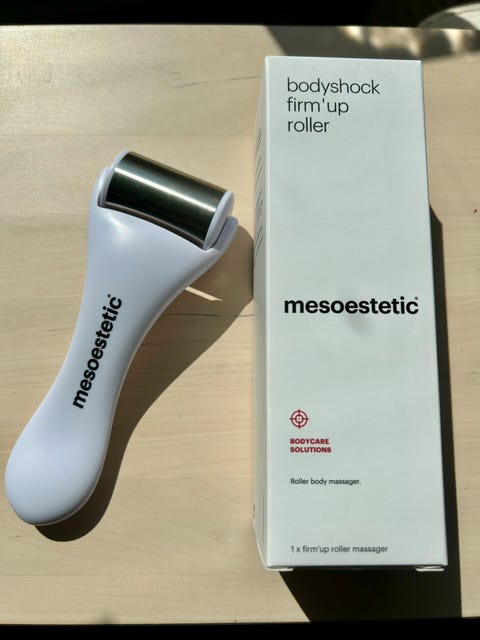 bodyshock
firm'up
roller
mesoestetic®
mesoestetic®
BODYCARE
SOLUTIONS
Roller body massager.
1 x firm'up roller massager